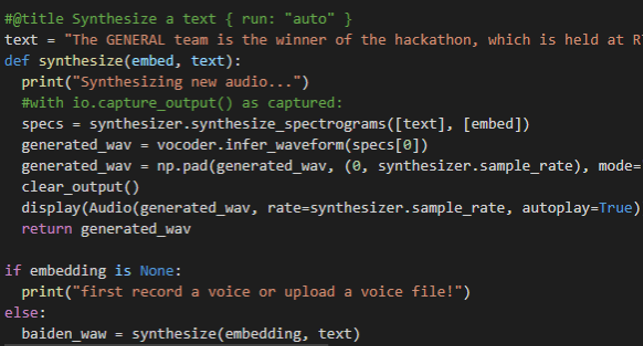 #@title Synthesize a text { run: "auto" }
text = "The GENERAL team is the winner of the hackathon, which is held at
def synthesize(embed, text):
  print("Synthesizing new audio...")
  #with io.capture_output() as captured:
  specs = synthesizer.synthesize_spectrograms([text], [embed])
  generated_wav = vocoder.infer_waveform(specs[0])
  generated_wav = np.pad(generated_wav, (0, synthesizer.sample_rate), mode=
  clear_output()
  display(Audio(generated_wav, rate=synthesizer.sample_rate, autoplay=True)
  return generated_wav

if embedding is None:
  print("first record a voice or upload a voice file!")
else:
  baiden_waw = synthesize(embedding, text)